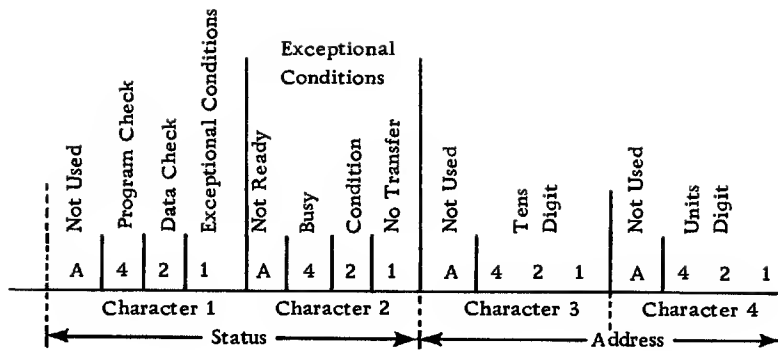 Exceptional
Conditions
Not Used
Program Check
Data Check
Exceptional Conditions
Not Ready
Busy
Condition
No Transfer
Not Used
Tens
Digit
Not Used
Units
Digit
A 4 2 1 A 4 2 1 A 4 2 1 A 4 2 1
Character 1 Character 2 Character 3 Character 4
Status Address